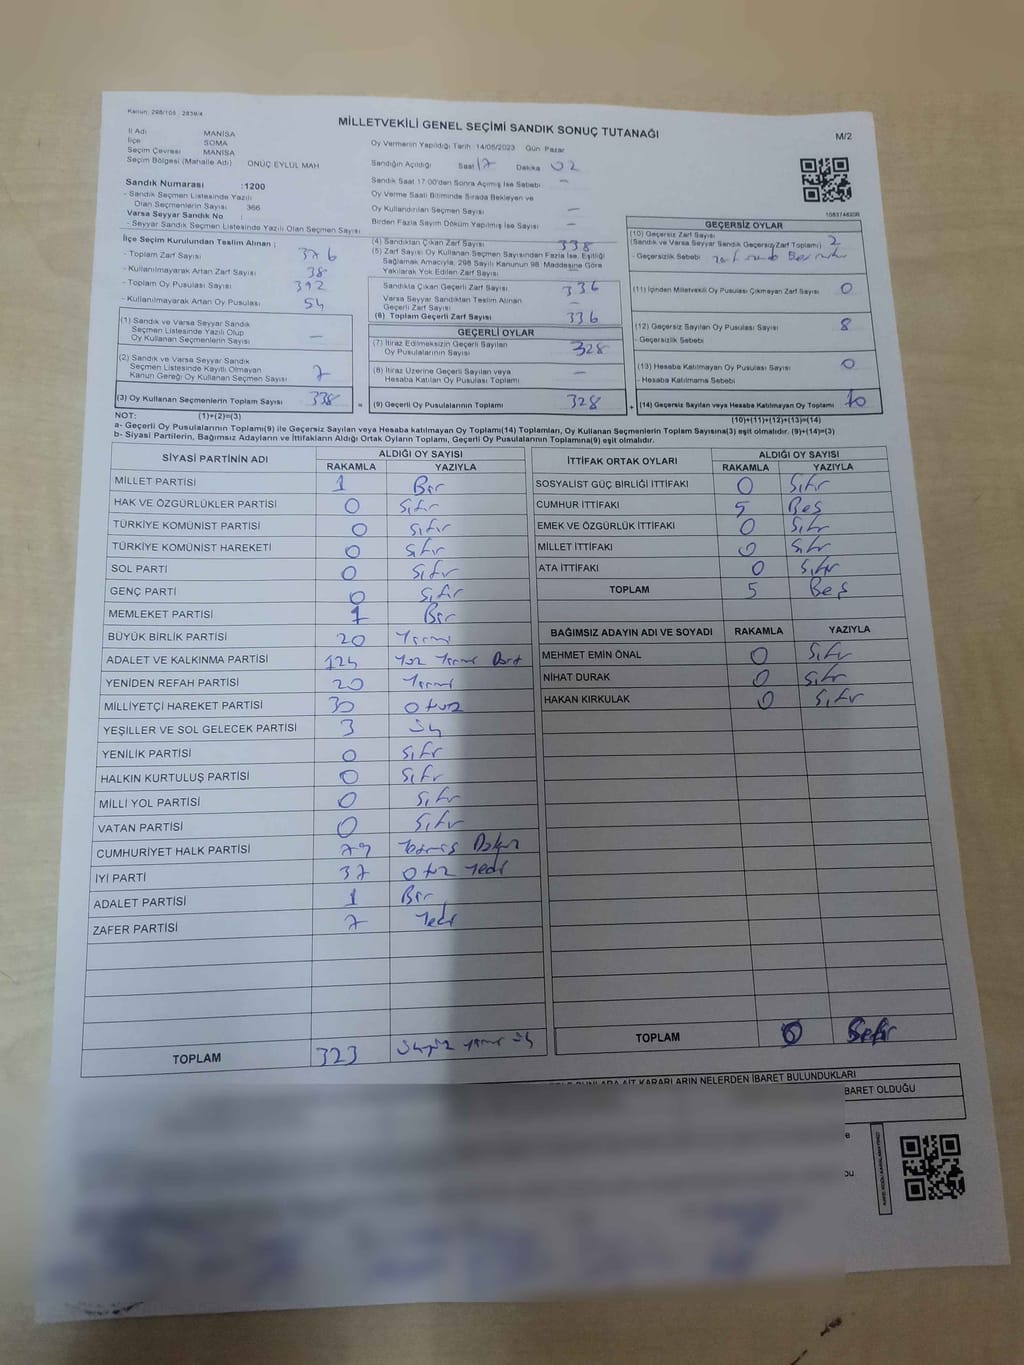 Kanun: 298/105, 2839/4
MİLLETVEKİLİ GENEL SEÇİMİ SANDIK SONUÇ TUTANAĞI
M/2
İl Adı MANİSA
İlçe SOMA
Seçim Çevresi MANİSA
Seçim Bölgesi (Mahalle Adı) ONÜÇ EYLÜL MAH
Oy Vermenin Yapıldığı Tarih 14/05/2023 Gün Pazar
Sandığın Açıldığı Saat 17 Dakika 02
Sandık Numarası :1200
- Sandık Seçmen Listesinde Yazılı
Olan Seçmenlerin Sayısı 366
Varsa Seyyar Sandık No :
- Seyyar Sandık Seçmen Listesinde Yazılı Olan Seçmen Sayısı
Sandık Saat 17:00'den Sonra Açılmış İse Sebebi -
Oy Verme Saati Bitiminde Sırada Bekleyen ve
Oy Kullandırılan Seçmen Sayısı -
Birden Fazla Sayım Döküm Yapılmış İse Sayısı -
İlçe Seçim Kurulundan Teslim Alınan ;
- Toplam Zarf Sayısı 376
- Kullanılmayarak Artan Zarf Sayısı 38
- Toplam Oy Pusulası Sayısı 392
- Kullanılmayarak Artan Oy Pusulası 54
(1) Sandık ve Varsa Seyyar Sandık
Seçmen Listesinde Yazılı Olup
Oy Kullanan Seçmenlerin Sayısı -
(2) Sandık ve Varsa Seyyar Sandık
Seçmen Listesinde Kayıtlı Olmayan
Kanun Gereği Oy Kullanan Seçmen Sayısı 7
(3) Oy Kullanan Seçmenlerin Toplam Sayısı 338
(4) Sandıktan Çıkan Zarf Sayısı 338
(5) Zarf Sayısı Oy Kullanan Seçmen Sayısından Fazla İse, Eşitliği
Sağlamak Amacıyla, 298 Sayılı Kanunun 98. Maddesine Göre
Yakılarak Yok Edilen Zarf Sayısı -
Sandıkta Çıkan Geçerli Zarf Sayısı 336
Varsa Seyyar Sandıktan Teslim Alınan
Geçerli Zarf Sayısı -
(6) Toplam Geçerli Zarf Sayısı 336
GEÇERLİ OYLAR
(7) İtiraz Edilmeksizin Geçerli Sayılan
Oy Pusulalarının Sayısı 328
(8) İtiraz Üzerine Geçerli Sayılan veya
Hesaba Katılan Oy Pusulası Toplamı -
= (9) Geçerli Oy Pusulalarının Toplamı 328
GEÇERSİZ OYLAR
(10) Geçersiz Zarf Sayısı
(Sandık ve Varsa Seyyar Sandık Geçersiz Zarf Toplamı) 2
- Geçersizlik Sebebi
(11) İçinden Milletvekili Oy Pusulası Çıkmayan Zarf Sayısı 0
(12) Geçersiz Sayılan Oy Pusulası Sayısı 8
- Geçersizlik Sebebi
(13) Hesaba Katılmayan Oy Pusulası Sayısı 0
- Hesaba Katılmama Sebebi
+ (14) Geçersiz Sayılan veya Hesaba Katılmayan Oy Pusulası Toplamı 10
NOT: (1)+(2)=(3) (10)+(11)+(12)+(13)=(14)
a- Geçerli Oy Pusulalarının Toplamı(9) ile Geçersiz Sayılan veya Hesaba Katılmayan Oy Toplamı(14) Toplamları, Oy Kullanan Seçmenlerin Toplam Sayısına(3) eşit olmalıdır. (9)+(14)=(3)
b- Siyasi Partilerin, Bağımsız Adayların ve İttifakların Aldığı Ortak Oyların Toplamı, Geçerli Oy Pusulalarının Toplamına(9) eşit olmalıdır.
SİYASİ PARTİNİN ADI ALDIĞI OY SAYISI
RAKAMLA YAZIYLA
MİLLET PARTİSİ 1 Bir
HAK VE ÖZGÜRLÜKLER PARTİSİ 0 Sıfır
TÜRKİYE KOMÜNİST PARTİSİ 0 Sıfır
TÜRKİYE KOMÜNİST HAREKETİ 0 Sıfır
SOL PARTİ 0 Sıfır
GENÇ PARTİ 0 Sıfır
MEMLEKET PARTİSİ 1 Bir
BÜYÜK BİRLİK PARTİSİ 20 Yirmi
ADALET VE KALKINMA PARTİSİ 124 Yüz Yirmi Dört
YENİDEN REFAH PARTİSİ 20 Yirmi
MİLLİYETÇİ HAREKET PARTİSİ 30 Otuz
YEŞİLLER VE SOL GELECEK PARTİSİ 3 Üç
YENİLİK PARTİSİ 0 Sıfır
HALKIN KURTULUŞ PARTİSİ 0 Sıfır
MİLLİ YOL PARTİSİ 0 Sıfır
VATAN PARTİSİ 0 Sıfır
CUMHURİYET HALK PARTİSİ 79 Yetmiş Dokuz
İYİ PARTİ 37 Otuz Yedi
ADALET PARTİSİ 1 Bir
ZAFER PARTİSİ 7 Yedi
TOPLAM 323 Üçyüz Yirmi Üç
İTTİFAK ORTAK OYLARI ALDIĞI OY SAYISI
RAKAMLA YAZIYLA
SOSYALİST GÜÇ BİRLİĞİ İTTİFAKI 0 Sıfır
CUMHUR İTTİFAKI 5 Beş
EMEK VE ÖZGÜRLÜK İTTİFAKI 0 Sıfır
MİLLET İTTİFAKI 0 Sıfır
ATA İTTİFAKI 0 Sıfır
TOPLAM 5 Beş
BAĞIMSIZ ADAYIN ADI VE SOYADI RAKAMLA YAZIYLA
MEHMET EMİN ÖNAL 0 Sıfır
NİHAT DURAK 0 Sıfır
HAKAN KIRKULAK 0 Sıfır
TOPLAM 0 Sıfır
AİT KARARLARIN NELERDEN İBARET BULUNDUKLARI
BARET OLDUĞU